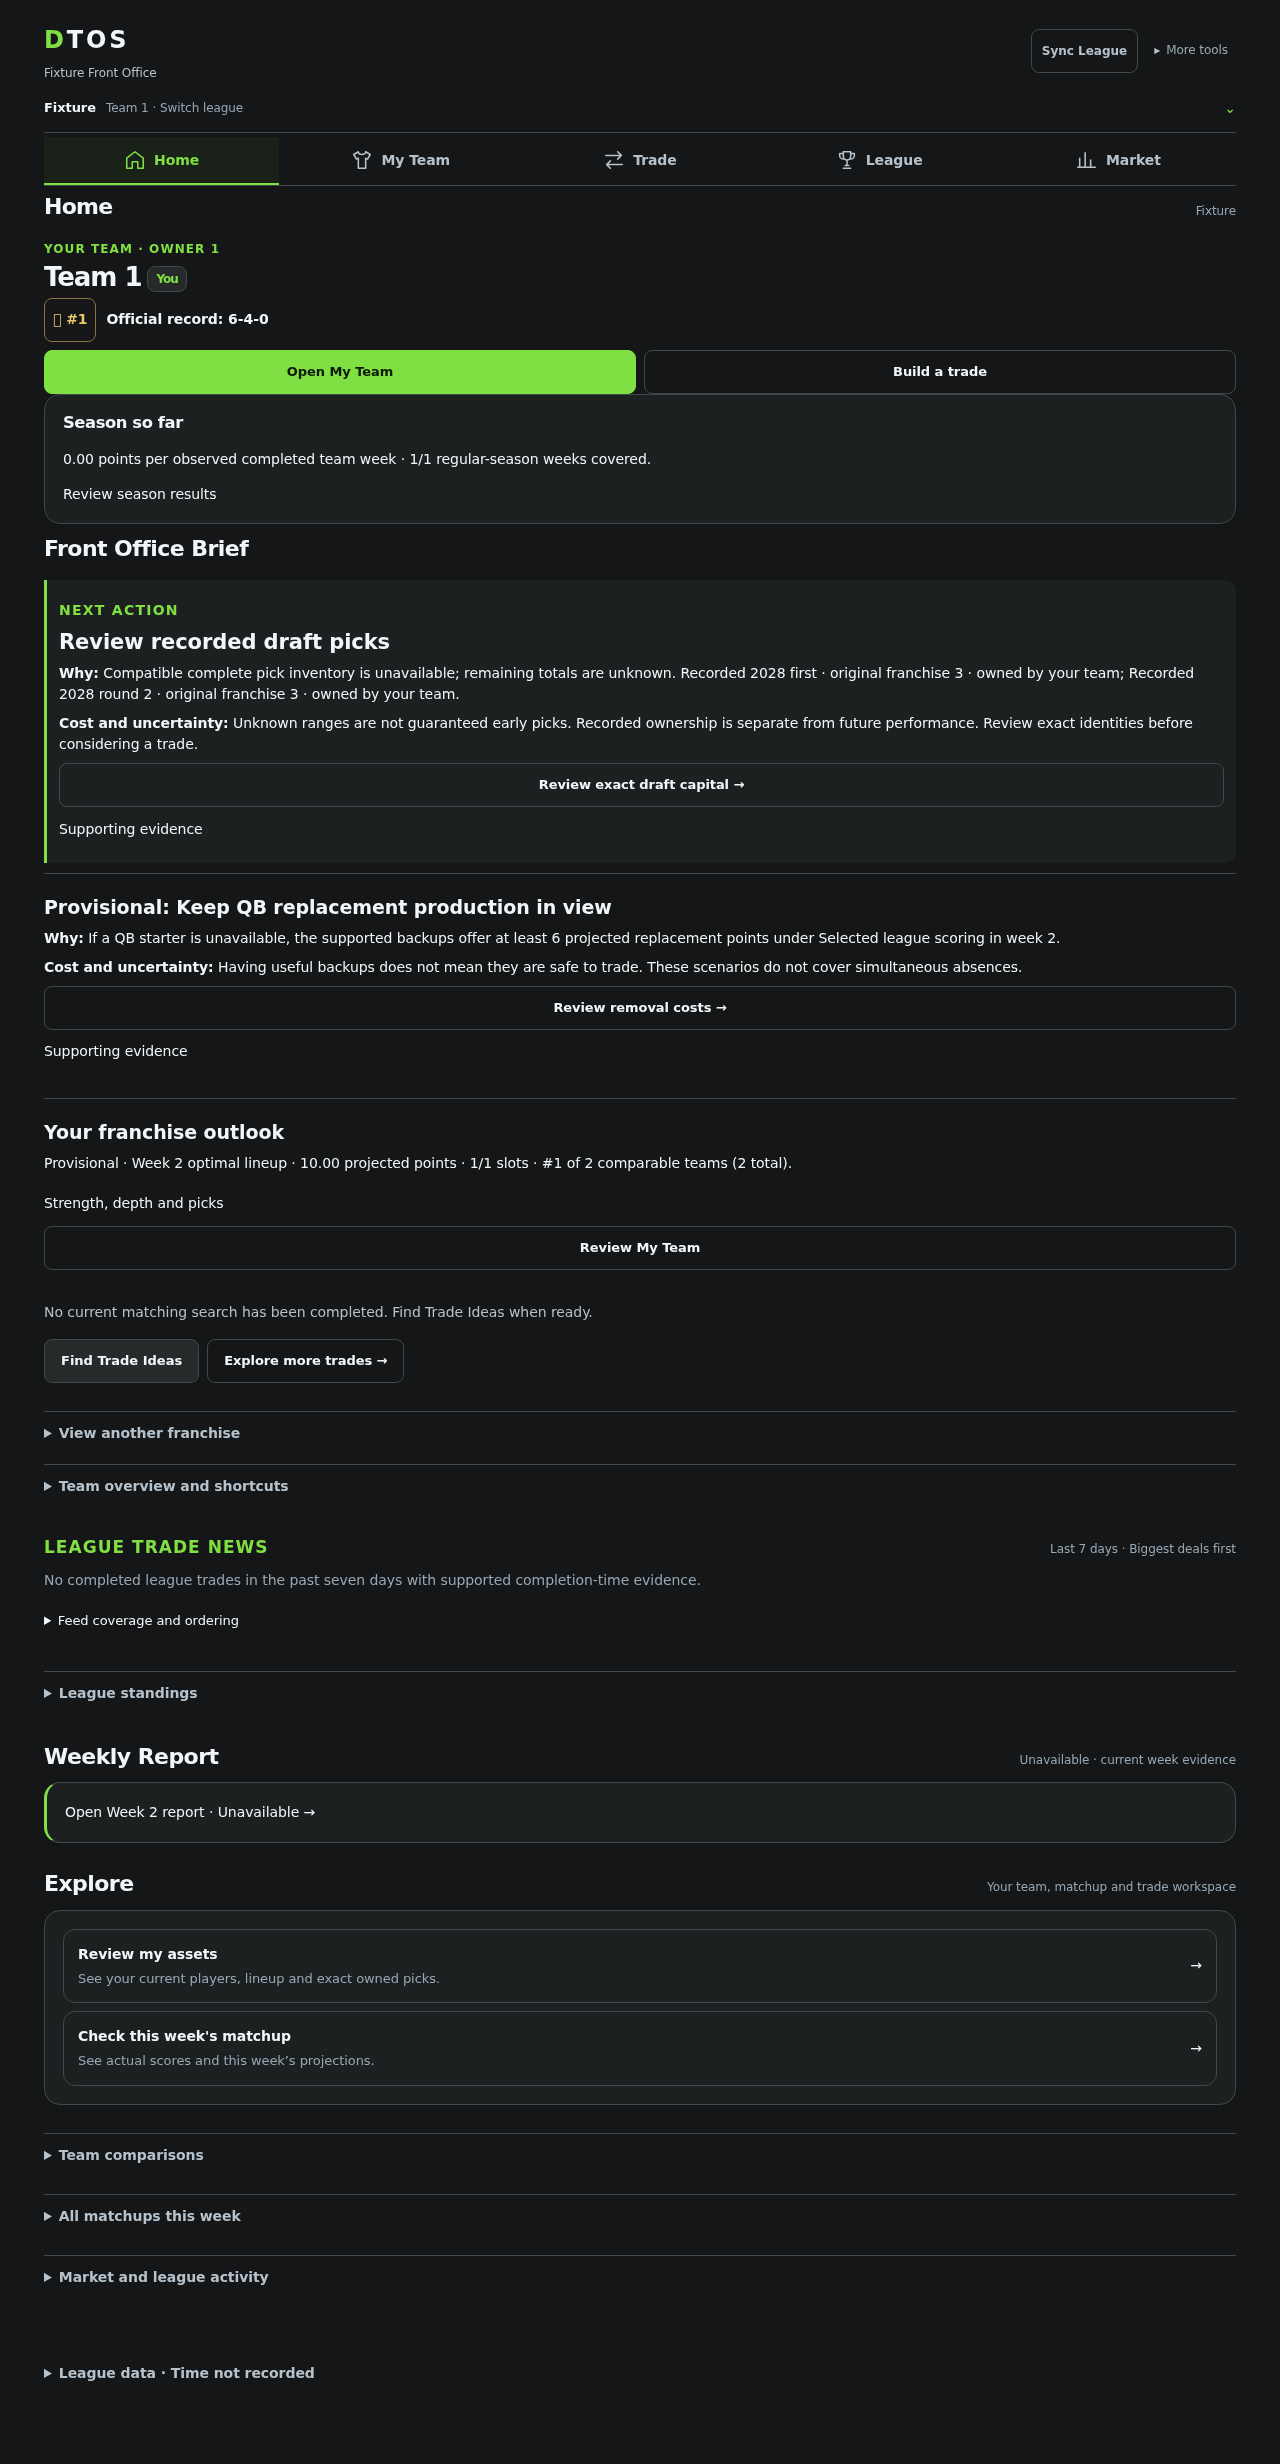 DTOS
Fixture Front Office
Sync League
▸ More tools
Fixture Team 1 · Switch league
Home
My Team
Trade
League
Market
Home
Fixture
YOUR TEAM · OWNER 1
Team 1 You
#1 Official record: 6-4-0
Open My Team
Build a trade
Season so far
0.00 points per observed completed team week · 1/1 regular-season weeks covered.
Review season results
Front Office Brief
NEXT ACTION
Review recorded draft picks
Why: Compatible complete pick inventory is unavailable; remaining totals are unknown. Recorded 2028 first · original franchise 3 · owned by your team; Recorded
2028 round 2 · original franchise 3 · owned by your team.
Cost and uncertainty: Unknown ranges are not guaranteed early picks. Recorded ownership is separate from future performance. Review exact identities before
considering a trade.
Review exact draft capital →
Supporting evidence
Provisional: Keep QB replacement production in view
Why: If a QB starter is unavailable, the supported backups offer at least 6 projected replacement points under Selected league scoring in week 2.
Cost and uncertainty: Having useful backups does not mean they are safe to trade. These scenarios do not cover simultaneous absences.
Review removal costs →
Supporting evidence
Your franchise outlook
Provisional · Week 2 optimal lineup · 10.00 projected points · 1/1 slots · #1 of 2 comparable teams (2 total).
Strength, depth and picks
Review My Team
No current matching search has been completed. Find Trade Ideas when ready.
Find Trade Ideas
Explore more trades →
▶ View another franchise
▶ Team overview and shortcuts
LEAGUE TRADE NEWS
Last 7 days · Biggest deals first
No completed league trades in the past seven days with supported completion-time evidence.
▶ Feed coverage and ordering
▶ League standings
Weekly Report
Unavailable · current week evidence
Open Week 2 report · Unavailable →
Explore
Your team, matchup and trade workspace
Review my assets
See your current players, lineup and exact owned picks.
→
Check this week's matchup
See actual scores and this week’s projections.
→
▶ Team comparisons
▶ All matchups this week
▶ Market and league activity
▶ League data · Time not recorded